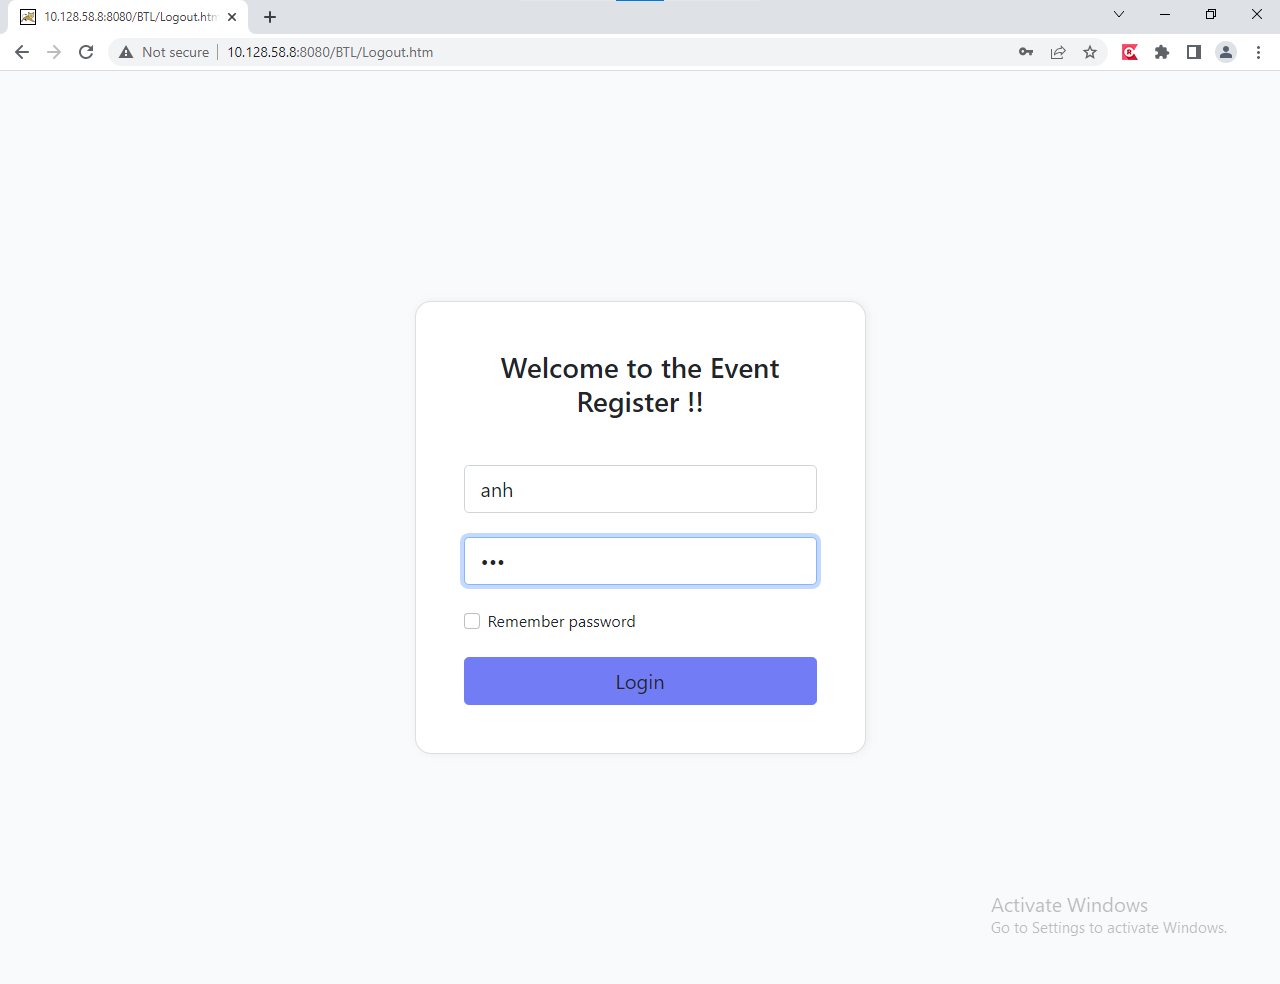 10.128.58.8:8080/BTL/Logout.htm
Not secure
10.128.58.8:8080/BTL/Logout.htm
Welcome to the Event
Register !!
anh
•••
Remember password
Login
Activate Windows
Go to Settings to activate Windows.